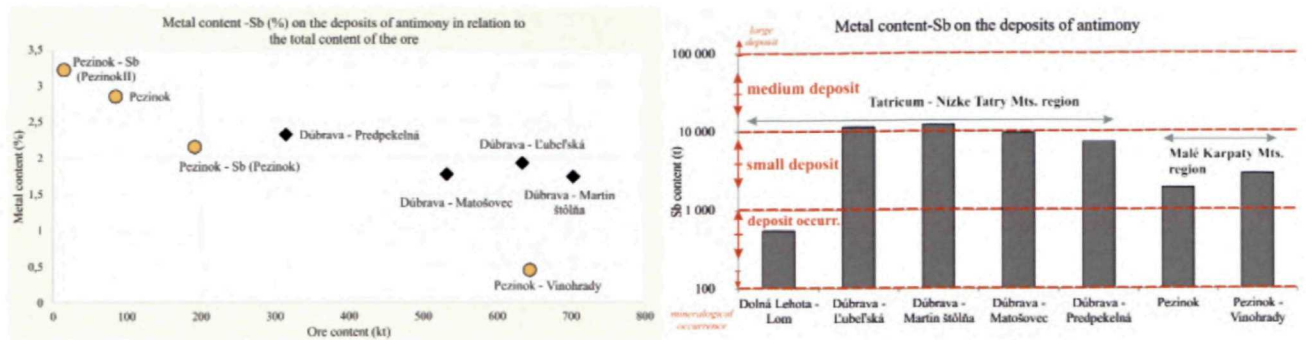 Metal content -Sb (%) on the deposits of antimony in relation to
the total content of the ore
Metal content (%)
3,5
3
2,5
2
1,5
1
0,5
0
Pezinok - Sb
(PezinokII)
Pezinok
Pezinok - Sb (Pezinok)
Dúbrava - Predpekelná
Dúbrava - Ľubeľská
Dúbrava - Matošovec
Dúbrava - Martin
štôlňa
Pezinok - Vinohrady
0
100
200
300
400
500
600
700
800
Ore content (kt)
Metal content-Sb on the deposits of antimony
large
deposit
Sb content (t)
100 000
10 000
1 000
100
medium deposit
Tatricum - Nízke Tatry Mts. region
small deposit
Malé Karpaty Mts.
region
deposit occurr.
mineralogical
occurrence
Dolná Lehota -
Lom
Dúbrava -
Ľubeľská
Dúbrava -
Martin štôlňa
Dúbrava -
Matošovec
Dúbrava -
Predpekelná
Pezinok
Pezinok -
Vinohrady